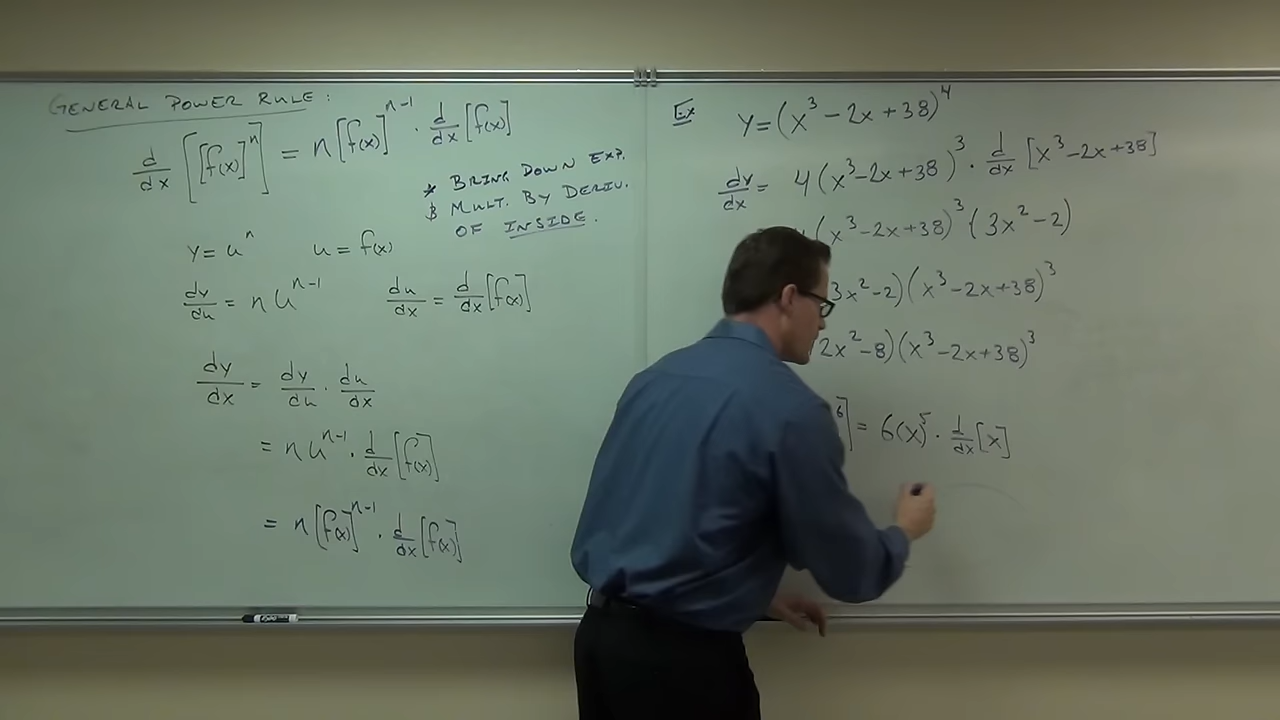 GENERAL POWER RULE :
d/dx [[f(x)]^n] = n[f(x)]^(n-1) · d/dx [f(x)]
* BRING DOWN EXP.
& MULT. BY DERIV.
OF INSIDE.
y = u^n u = f(x)
dy/du = nu^(n-1) du/dx = d/dx [f(x)]
dy/dx = dy/du · du/dx
= nu^(n-1) · d/dx [f(x)]
= n[f(x)]^(n-1) · d/dx [f(x)]
Ex y = (x^3 - 2x + 38)^4
dy/dx = 4(x^3 - 2x + 38)^3 · d/dx [x^3 - 2x + 38]
(x^3 - 2x + 38)^3 (3x^2 - 2)
3x^2 - 2)(x^3 - 2x + 38)^3
2x^2 - 8)(x^3 - 2x + 38)^3
6] = 6(x)^5 · d/dx [x]
EXPO